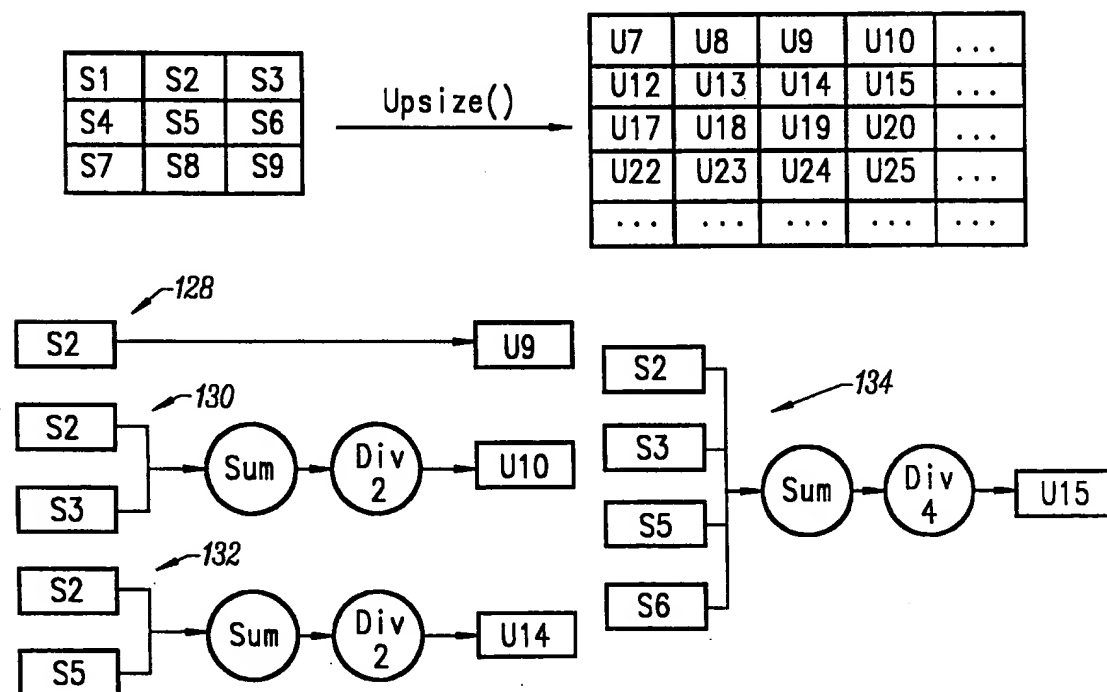 S1 S2 S3
S4 S5 S6
S7 S8 S9
Upsize()
U7 U8 U9 U10 ...
U12 U13 U14 U15 ...
U17 U18 U19 U20 ...
U22 U23 U24 U25 ...
... ... ... ... ...
128
S2 U9
130
S2
S3
Sum
Div
2
U10
132
S2
S5
Sum
Div
2
U14
134
S2
S3
S5
S6
Sum
Div
4
U15